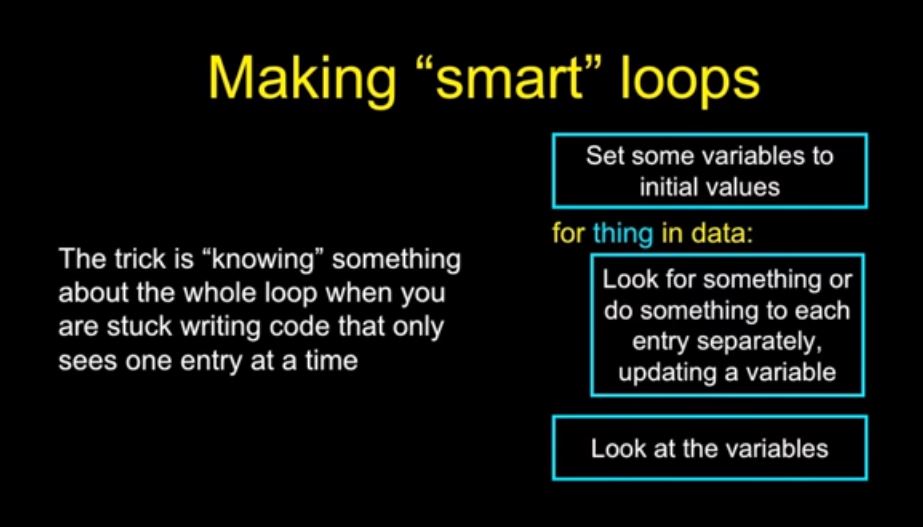 Making “smart” loops
The trick is “knowing” something
about the whole loop when you
are stuck writing code that only
sees one entry at a time
Set some variables to
initial values
for thing in data:
Look for something or
do something to each
entry separately,
updating a variable
Look at the variables